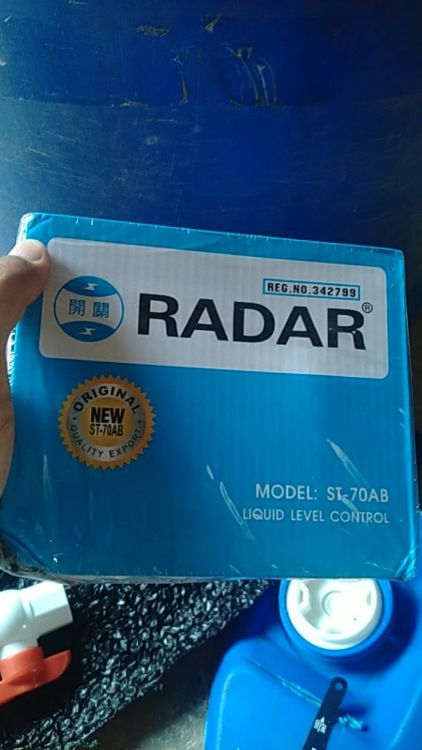 REG.NO.342799
開關
RADAR®
ORIGINAL
NEW
ST-70AB
QUALITY EXPORT
MODEL: ST-70AB
LIQUID LEVEL CONTROL